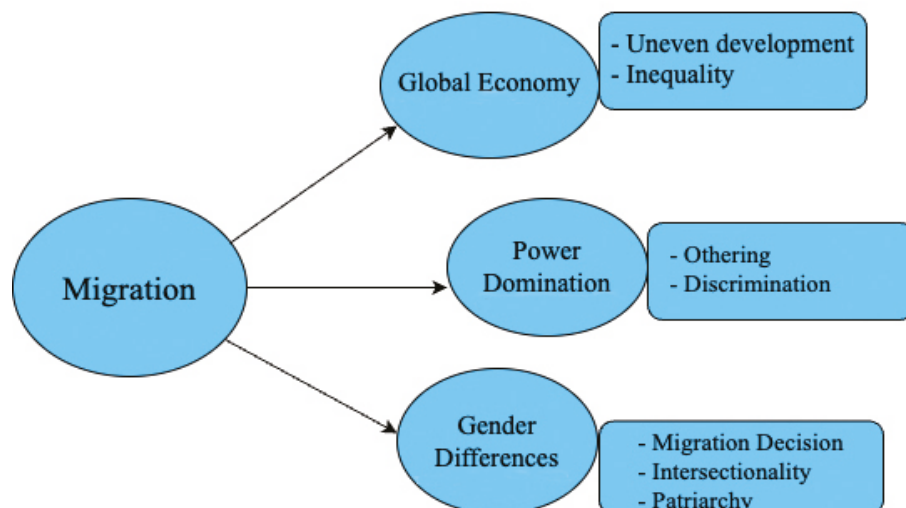 Global Economy
- Uneven development
- Inequality
Migration
Power
Domination
- Othering
- Discrimination
Gender
Differences
- Migration Decision
- Intersectionality
- Patriarchy